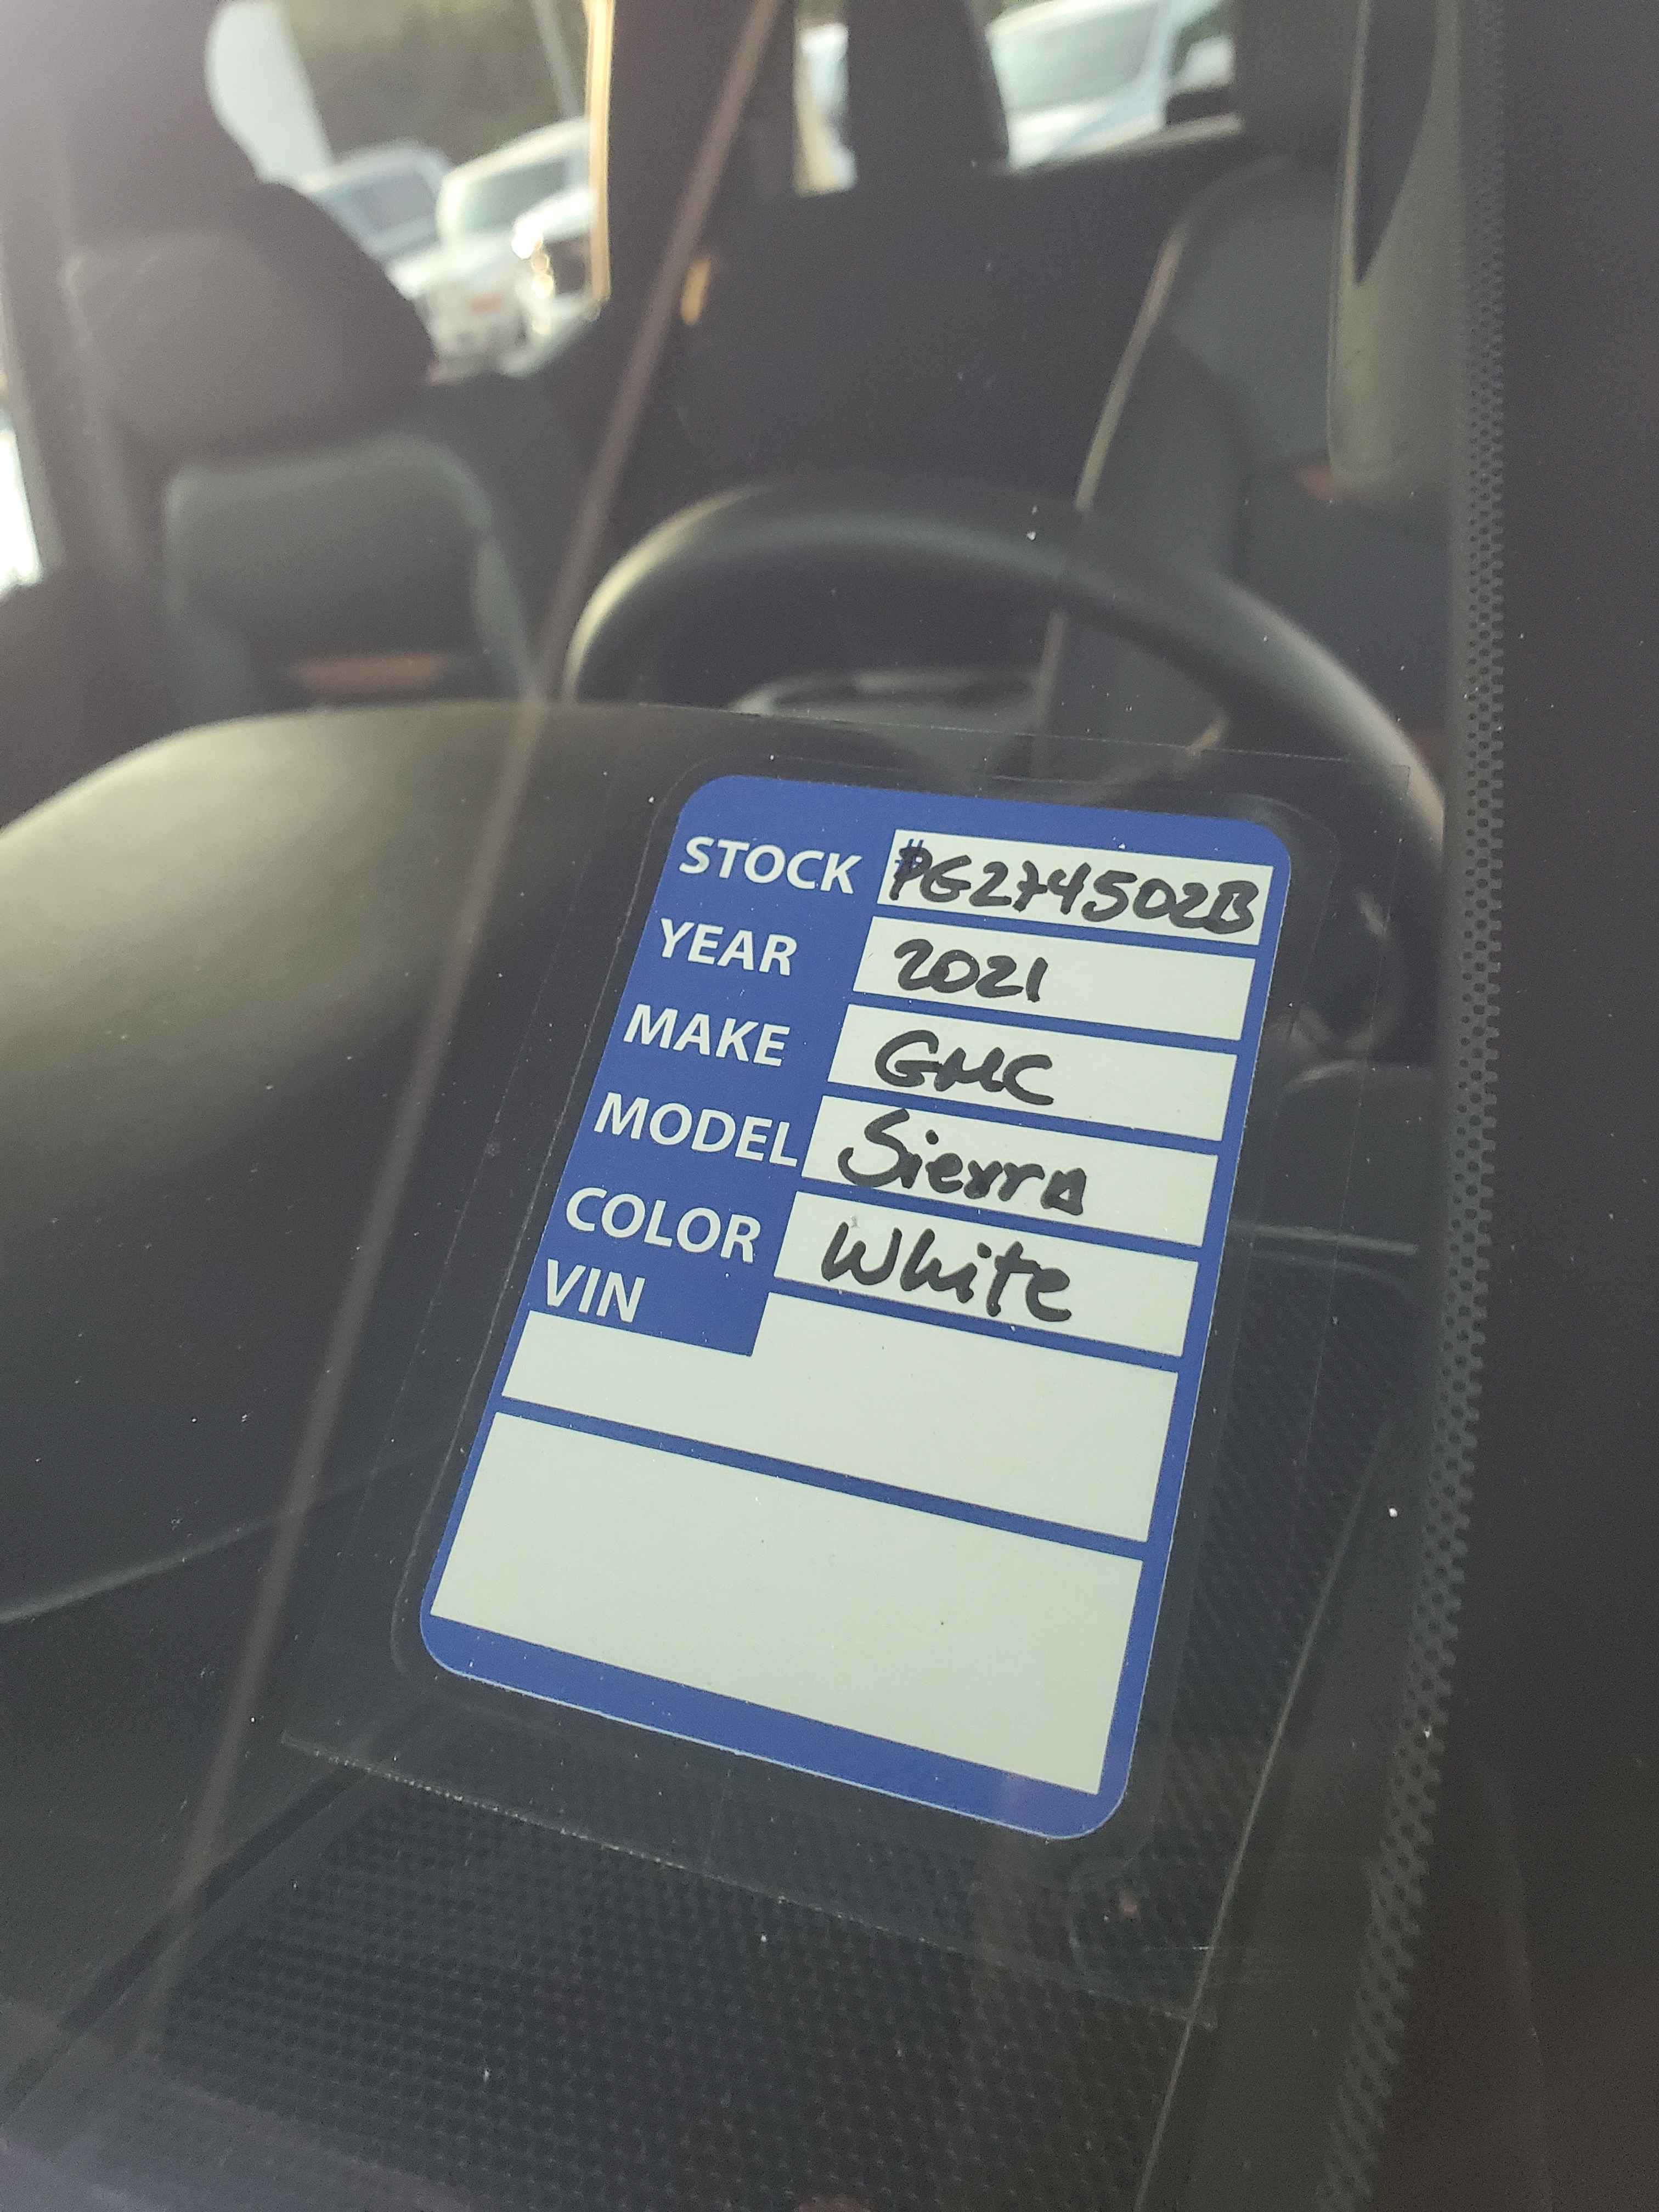 STOCK #PG274502B
YEAR 2021
MAKE GMC
MODEL Sierra
COLOR White
VIN